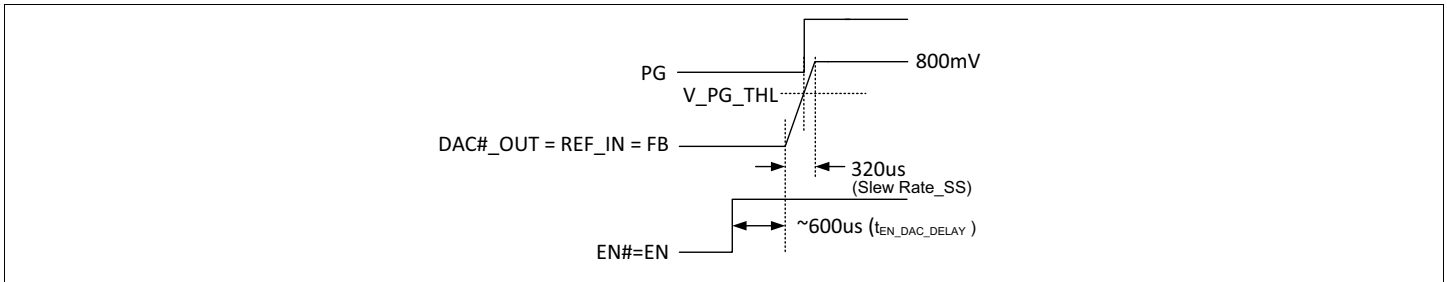 PG
800mV
V_PG_THL
DAC#_OUT = REF_IN = FB
320us
(Slew Rate_SS)
~600us (tEN_DAC_DELAY )
EN#=EN